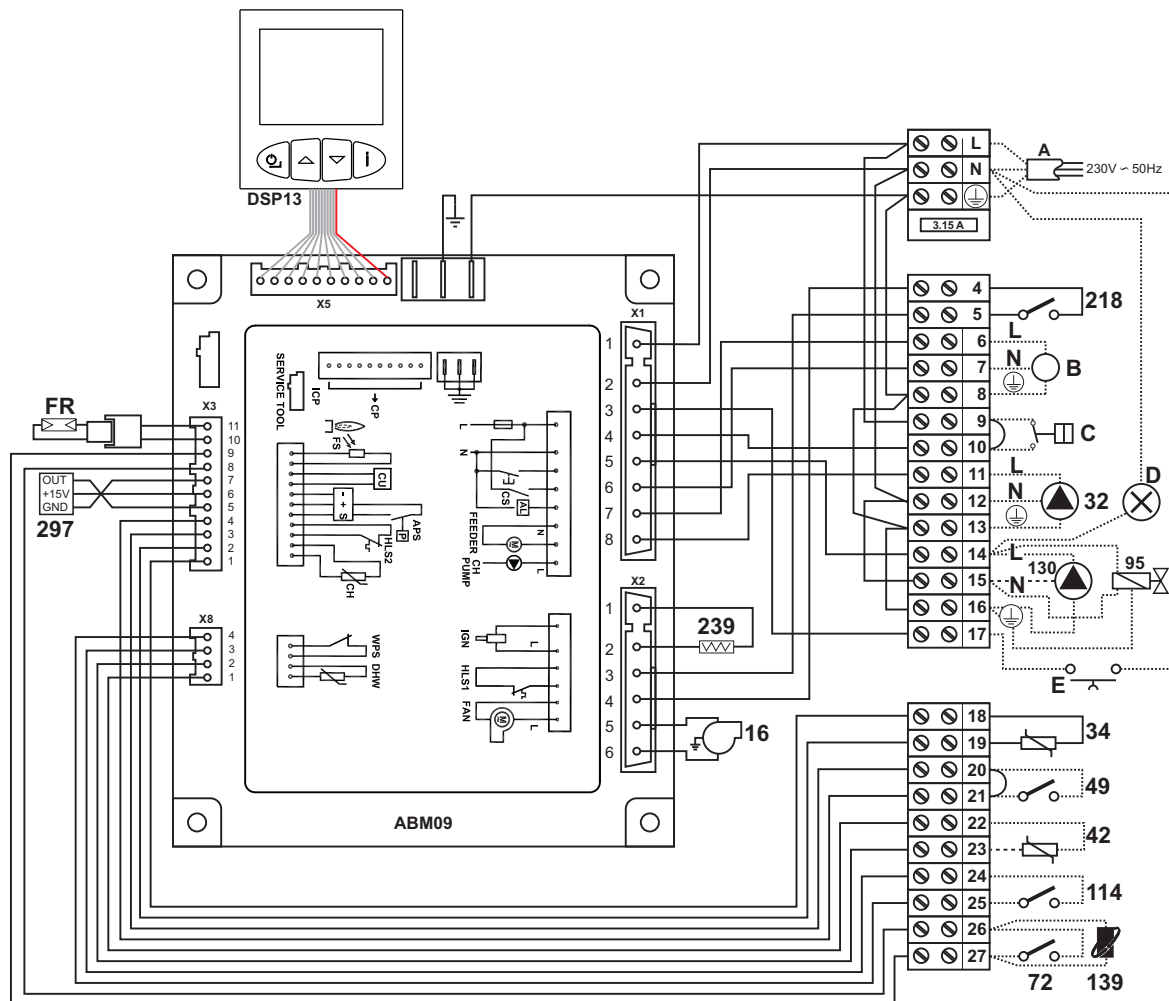 DSP13
X5
ABM09
SERVICE TOOL
ICP
CP
FS
CU
- + S
APS
P
HLS2
CH
WPS
DHW
L
N
CS
AL
FEEDER
M
N
CH PUMP
L
IGN
L
HLS1
FAN
M
L
FR
X3
11
10
9
8
7
6
5
4
3
2
1
OUT
+15V
GND
297
X8
4
3
2
1
X1
1
2
3
4
5
6
7
8
X2
1
2
3
4
5
6
239
16
L
N
3.15 A
A
230V ~ 50Hz
4
5
218
6
L
7
N
B
8
9
10
C
11
L
12
N
32
13
D
14
L
130
95
15
N
16
17
E
18
34
19
20
49
21
22
42
23
24
114
25
26
27
72
139